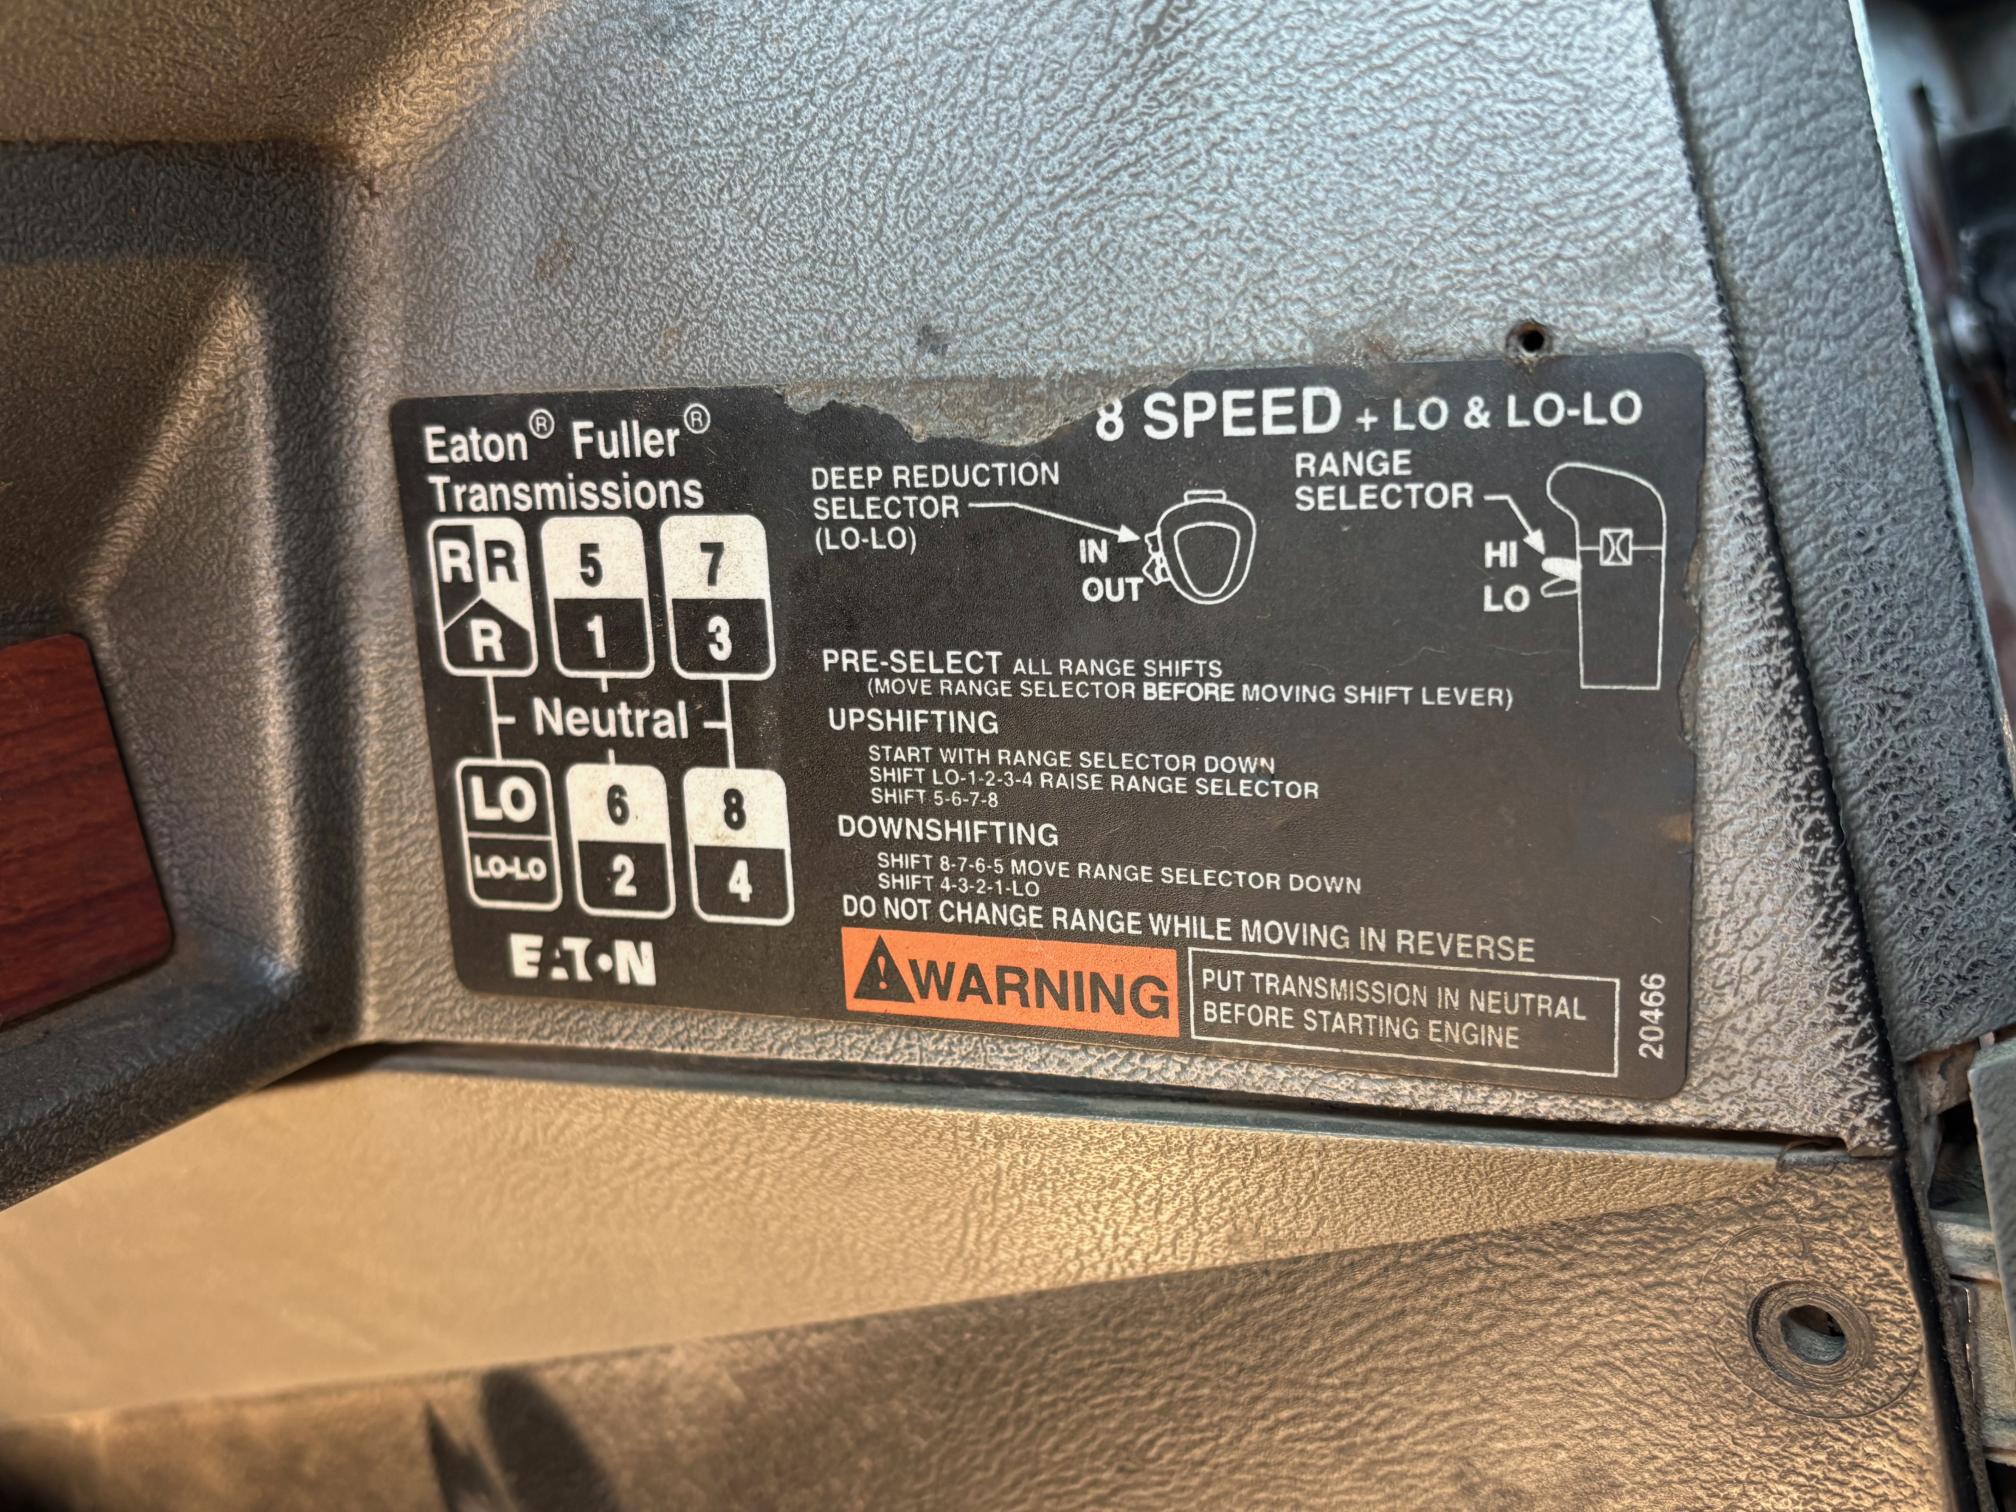 Eaton® Fuller®
Transmissions
R R
R
5
1
7
3
Neutral
LO
LO-LO
6
2
8
4
EATON
8 SPEED + LO & LO-LO
DEEP REDUCTION
SELECTOR
(LO-LO)
IN
OUT
RANGE
SELECTOR
HI
LO
PRE-SELECT ALL RANGE SHIFTS
(MOVE RANGE SELECTOR BEFORE MOVING SHIFT LEVER)
UPSHIFTING
START WITH RANGE SELECTOR DOWN
SHIFT LO-1-2-3-4 RAISE RANGE SELECTOR
SHIFT 5-6-7-8
DOWNSHIFTING
SHIFT 8-7-6-5 MOVE RANGE SELECTOR DOWN
SHIFT 4-3-2-1-LO
DO NOT CHANGE RANGE WHILE MOVING IN REVERSE
WARNING
PUT TRANSMISSION IN NEUTRAL
BEFORE STARTING ENGINE
20466